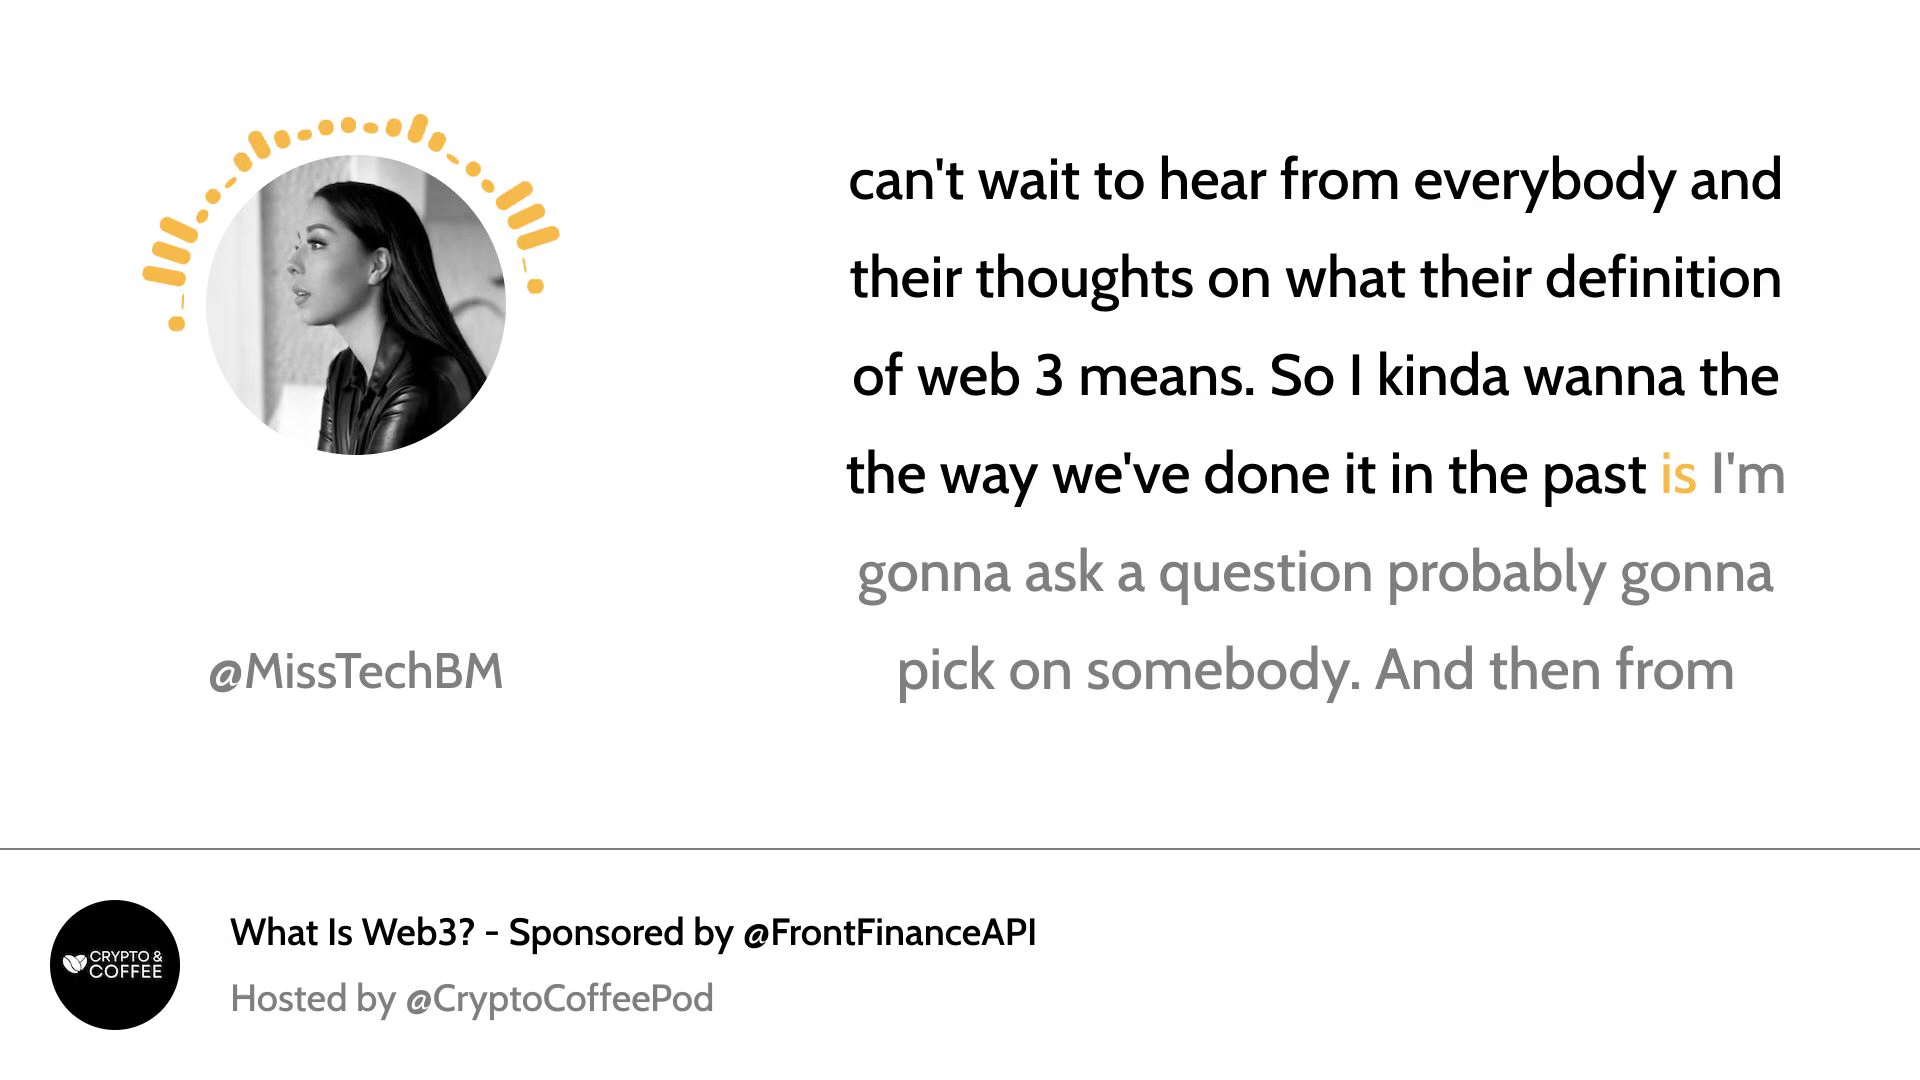 can't wait to hear from everybody and
their thoughts on what their definition
of web 3 means. So I kinda wanna the
the way we've done it in the past is I'm
gonna ask a question probably gonna
pick on somebody. And then from
@MissTechBM
CRYPTO &
COFFEE
What Is Web3? - Sponsored by @FrontFinanceAPI
Hosted by @CryptoCoffeePod